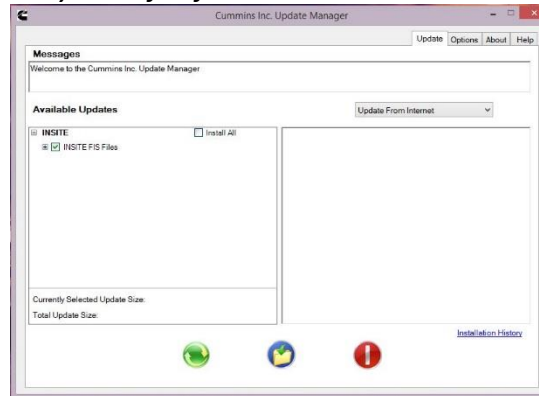 Cummins Inc. Update Manager
Update Options About Help
Messages
Welcome to the Cummins Inc. Update Manager
Available Updates
Update From Internet
INSITE
Install All
INSITE FIS Files
Currently Selected Update Size:
Total Update Size:
Installation History